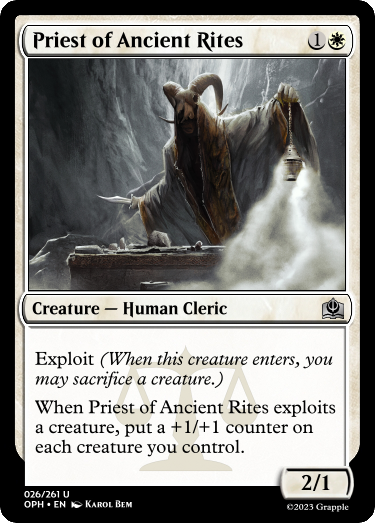 Priest of Ancient Rites 1
Creature — Human Cleric
Exploit (When this creature enters, you
may sacrifice a creature.)
When Priest of Ancient Rites exploits
a creature, put a +1/+1 counter on
each creature you control.
2/1
026/261 U
OPH • EN Karol Bem
©2023 Grapple